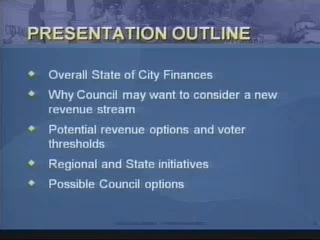 PRESENTATION OUTLINE
Overall State of City Finances
Why Council may want to consider a new
revenue stream
Potential revenue options and voter
thresholds
Regional and State initiatives
Possible Council options